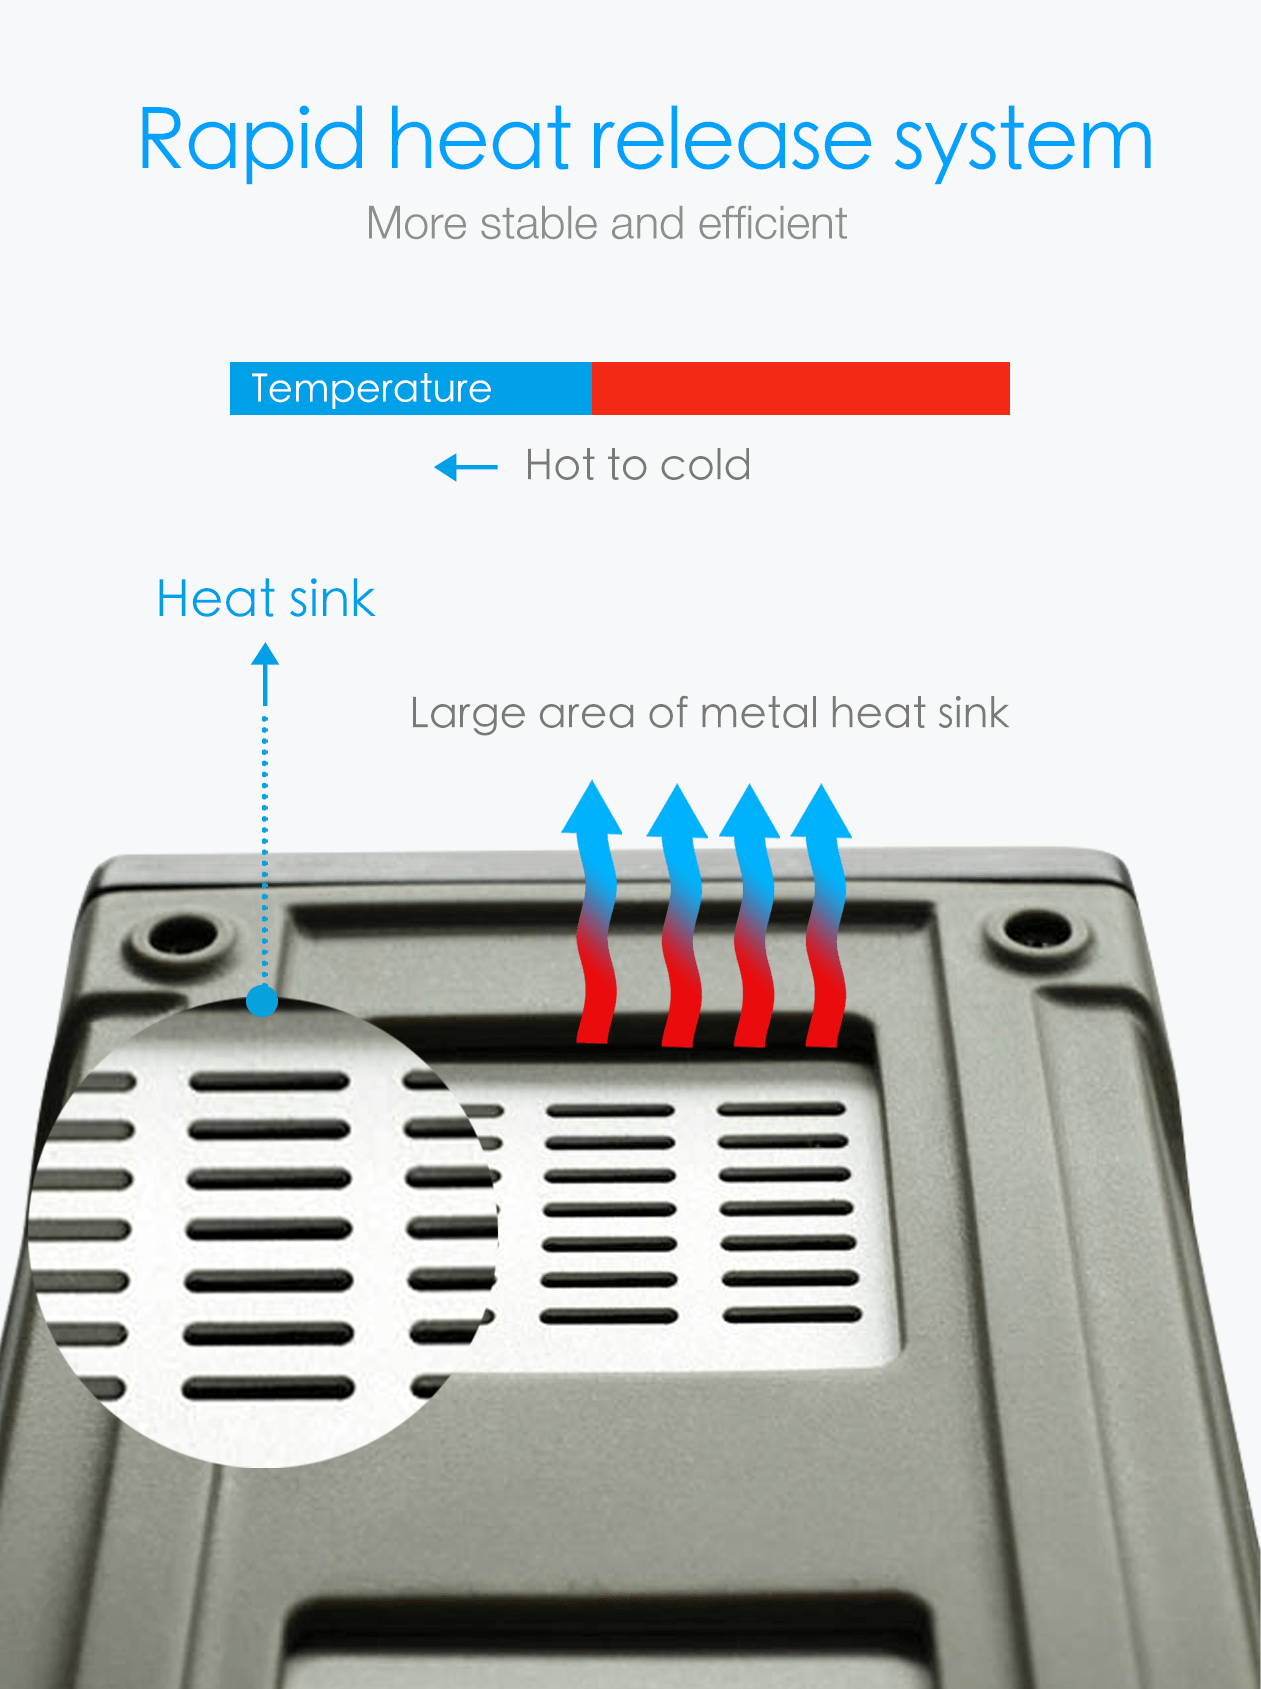 Rapid heat release system
More stable and efficient
Temperature
Hot to cold
Heat sink
Large area of metal heat sink